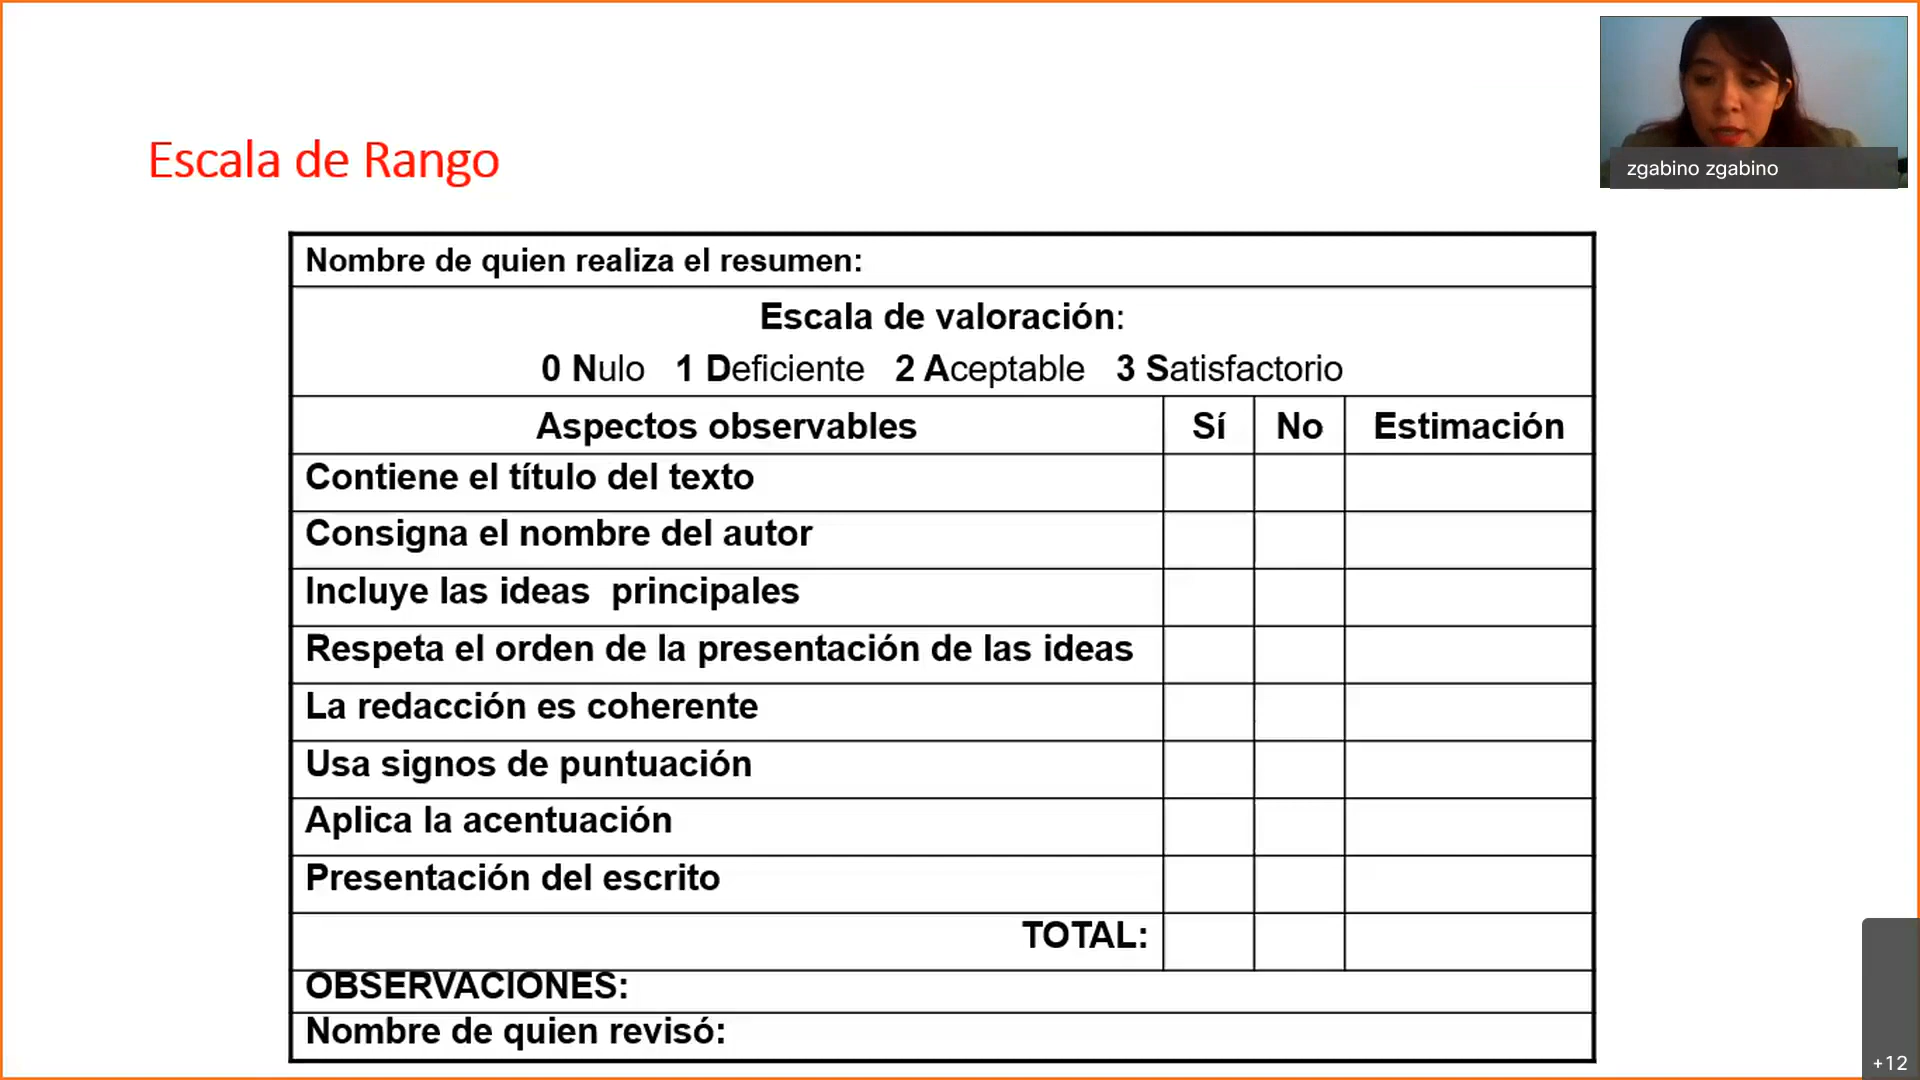 zgabino zgabino
Escala de Rango
Nombre de quien realiza el resumen:
Escala de valoración:
0 Nulo 1 Deficiente 2 Aceptable 3 Satisfactorio
Aspectos observables Sí No Estimación
Contiene el título del texto
Consigna el nombre del autor
Incluye las ideas principales
Respeta el orden de la presentación de las ideas
La redacción es coherente
Usa signos de puntuación
Aplica la acentuación
Presentación del escrito
TOTAL:
OBSERVACIONES:
Nombre de quien revisó:
+12